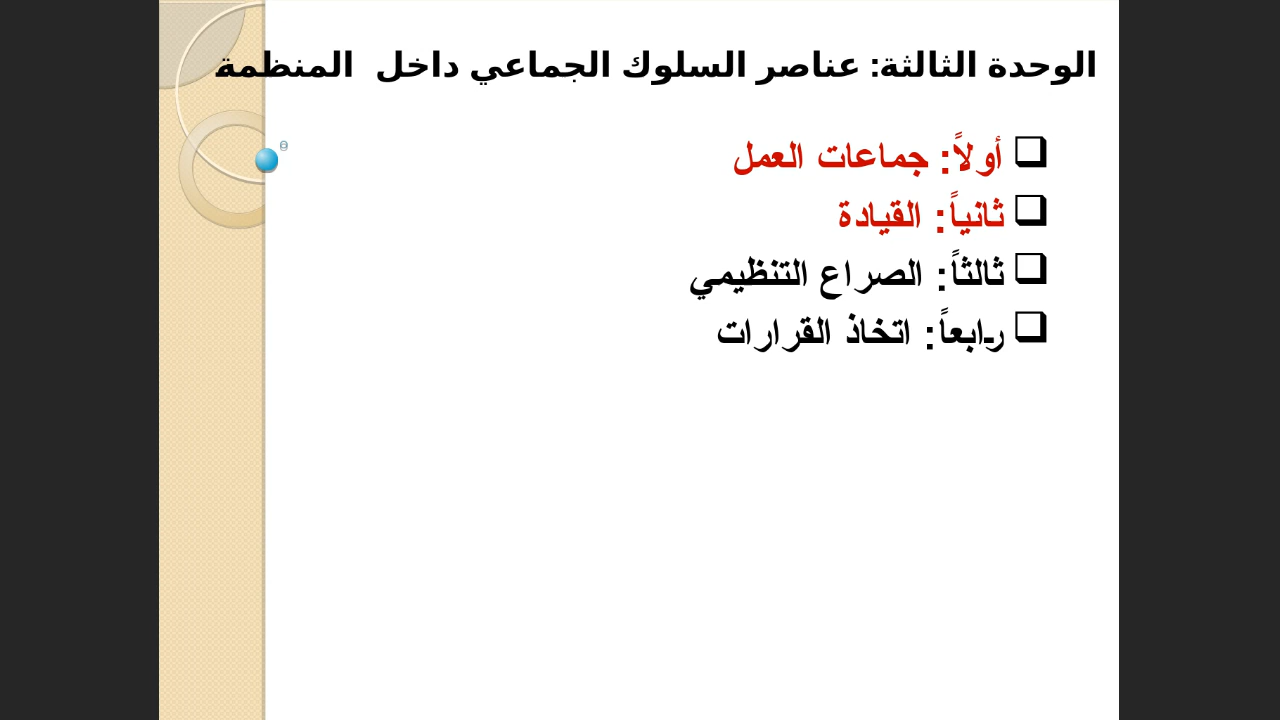 الوحدة الثالثة: عناصر السلوك الجماعي داخل المنظمة
أولاً: جماعات العمل
ثانياً: القيادة
ثالثاً: الصراع التنظيمي
رابعاً: اتخاذ القرارات